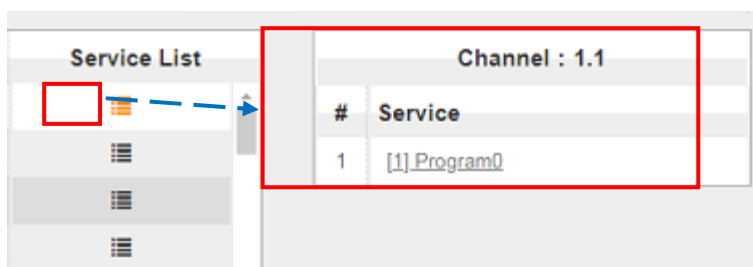 Service List
Channel : 1.1
# Service
1 [1] Program0